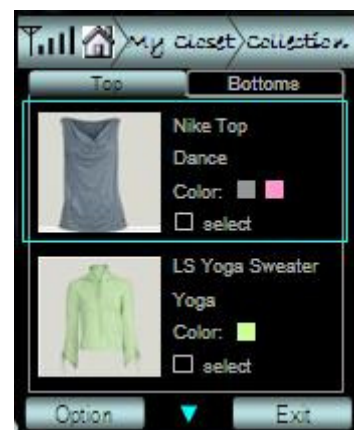 My Closet Collection
Top Bottoms
Nike Top
Dance
Color:
select
LS Yoga Sweater
Yoga
Color:
select
Option Exit